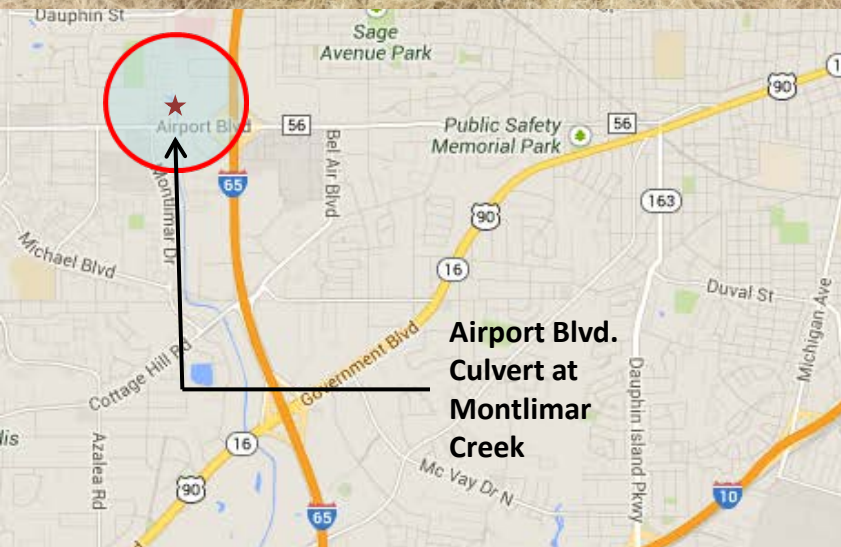 Dauphin St
Sage
Avenue Park
90
1
Airport Blvd
56
Bel Air Blvd
Public Safety
Memorial Park
56
65
163
90
Montlimar Dr
Michael Blvd
16
Duval St
Michigan Ave
Government Blvd
Cottage Hill Rd
Airport Blvd.
Culvert at
Montlimar
Creek
Dauphin Island Pkwy
lis
Azalea Rd
16
90
Mc Vay Dr N
65
10